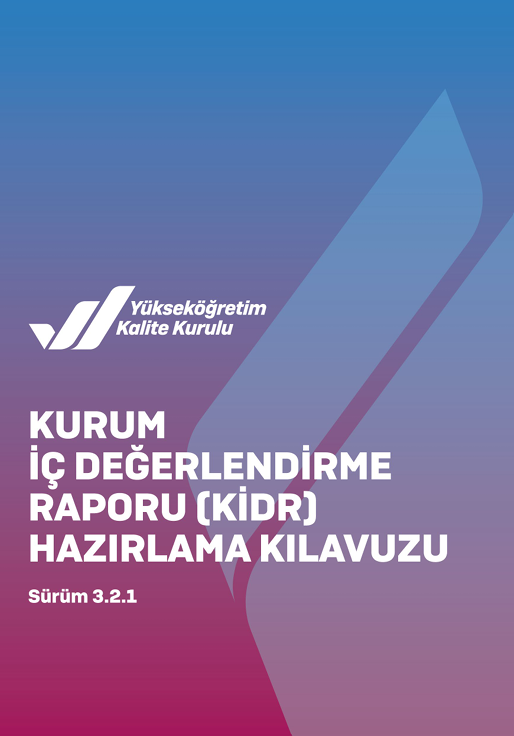 Yükseköğretim
Kalite Kurulu
KURUM
İÇ DEĞERLENDİRME
RAPORU (KİDR)
HAZIRLAMA KILAVUZU
Sürüm 3.2.1